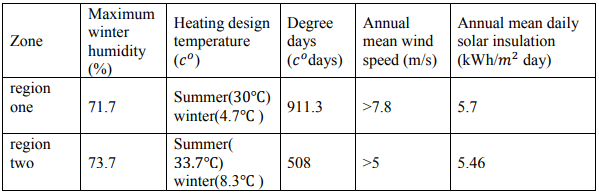 Zone | Maximum winter humidity (%) | Heating design temperature (c°) | Degree days (c°days) | Annual mean wind speed (m/s) | Annual mean daily solar insulation (kWh/m² day)
region one | 71.7 | Summer(30℃) winter(4.7℃ ) | 911.3 | >7.8 | 5.7
region two | 73.7 | Summer( 33.7℃) winter(8.3℃ ) | 508 | >5 | 5.46